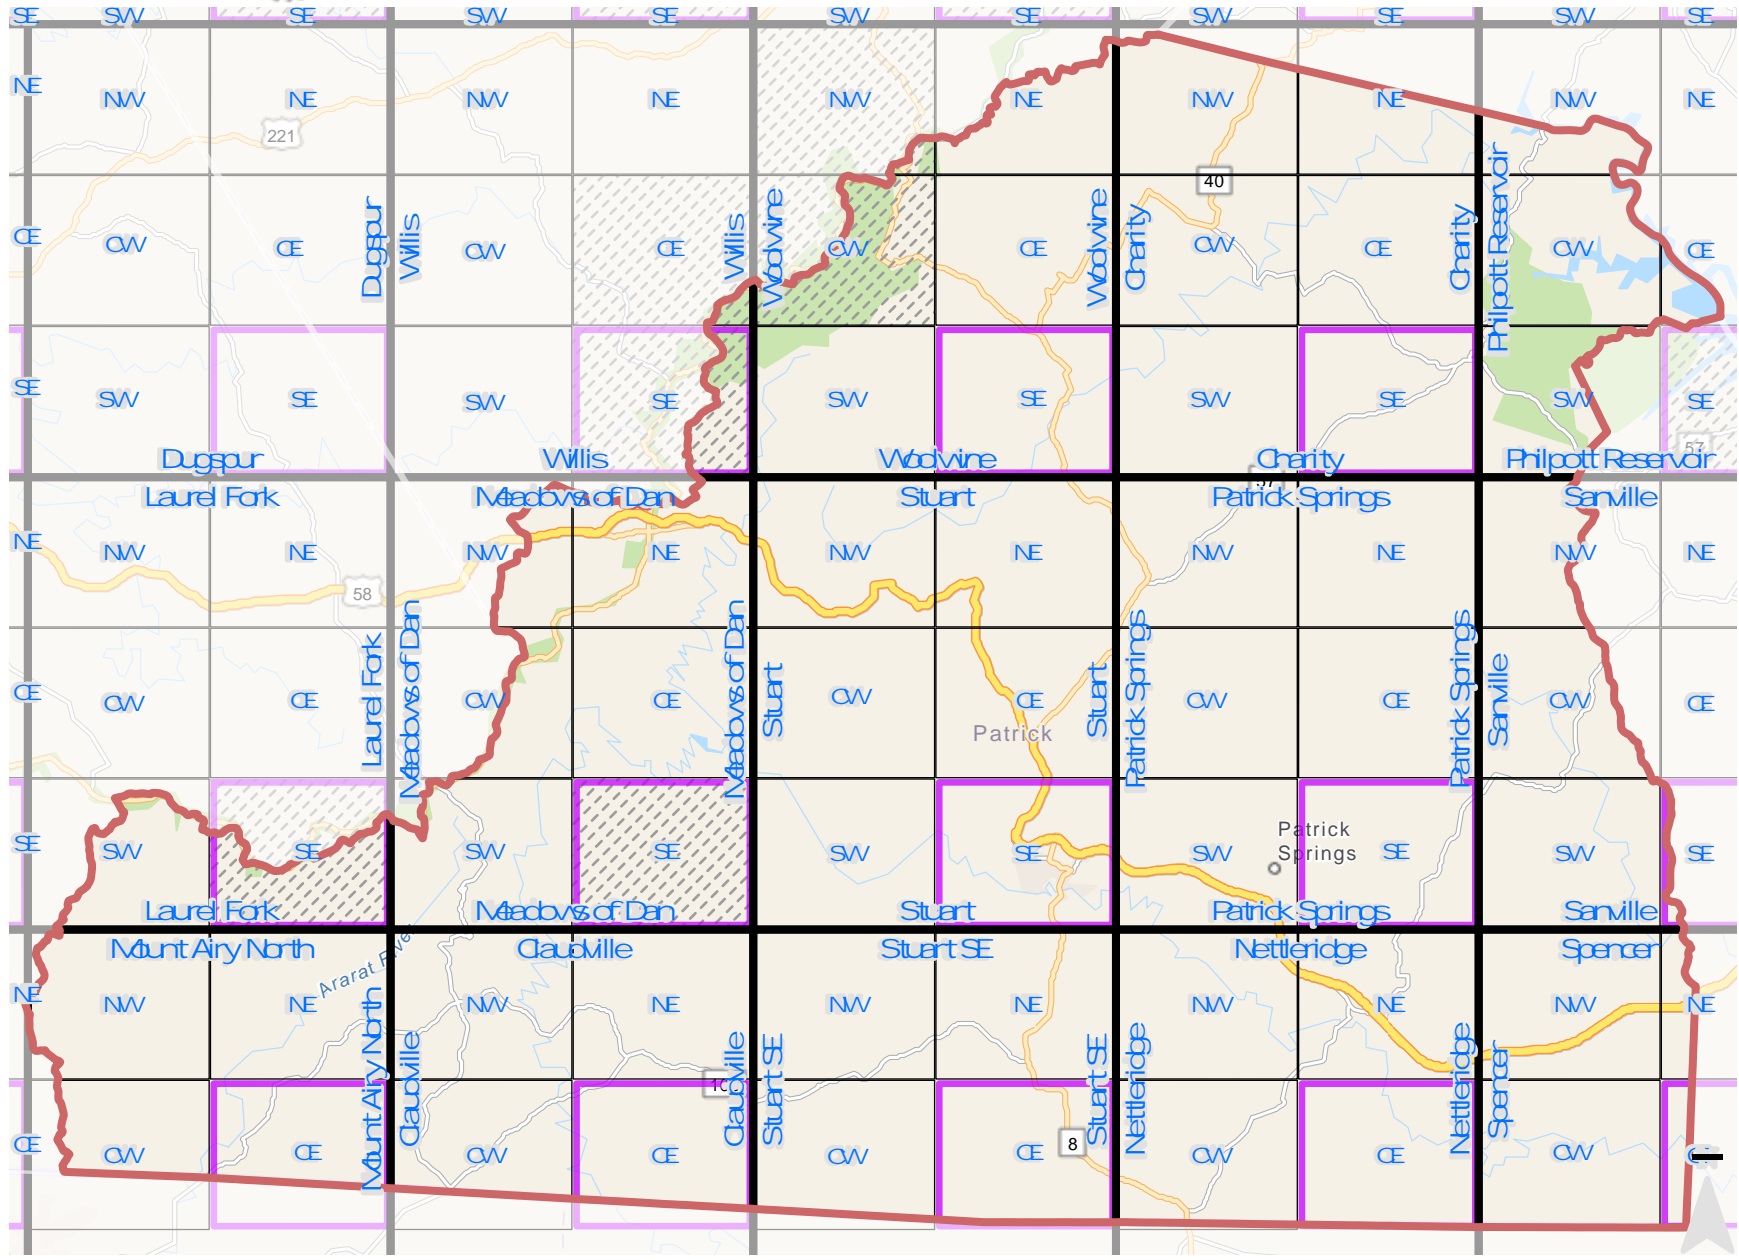 SE SW SE SW SE SW SE SW SE SW SE
NE NW NE NW NE NW NE NW NE NW NE
221
40
CE CW CE CW CE CW CE CW CE CW CE
Dugspur
Willis
Willis
Woolwine
Woolwine
Charity
Charity
Philpott Reservoir
SE SW SE SW SE SW SE SW SE SW SE
57
Dugspur Willis Woolwine Charity Philpott Reservoir
57
Laurel Fork Meadows of Dan Stuart Patrick Springs Sanville
NE NW NE NW NE NW NE NW NE NW NE
58
CE CW CE CW CE CW CE CW CE CW CE
Laurel Fork
Meadows of Dan
Meadows of Dan
Stuart
Stuart
Patrick Springs
Patrick Springs
Sanville
Patrick
Patrick
Springs
SE SW SE SW SE SW SE SW SE SW SE
Laurel Fork Meadows of Dan Stuart Patrick Springs Sanville
Mount Airy North Claudville Stuart SE Nettleridge Spencer
Ararat River
NE NW NE NW NE NW NE NW NE NW NE
Mount Airy North
Claudville
Claudville
Stuart SE
Stuart SE
Nettleridge
Nettleridge
Spencer
8
CE CW CE CW CE CW CE CW CE CW